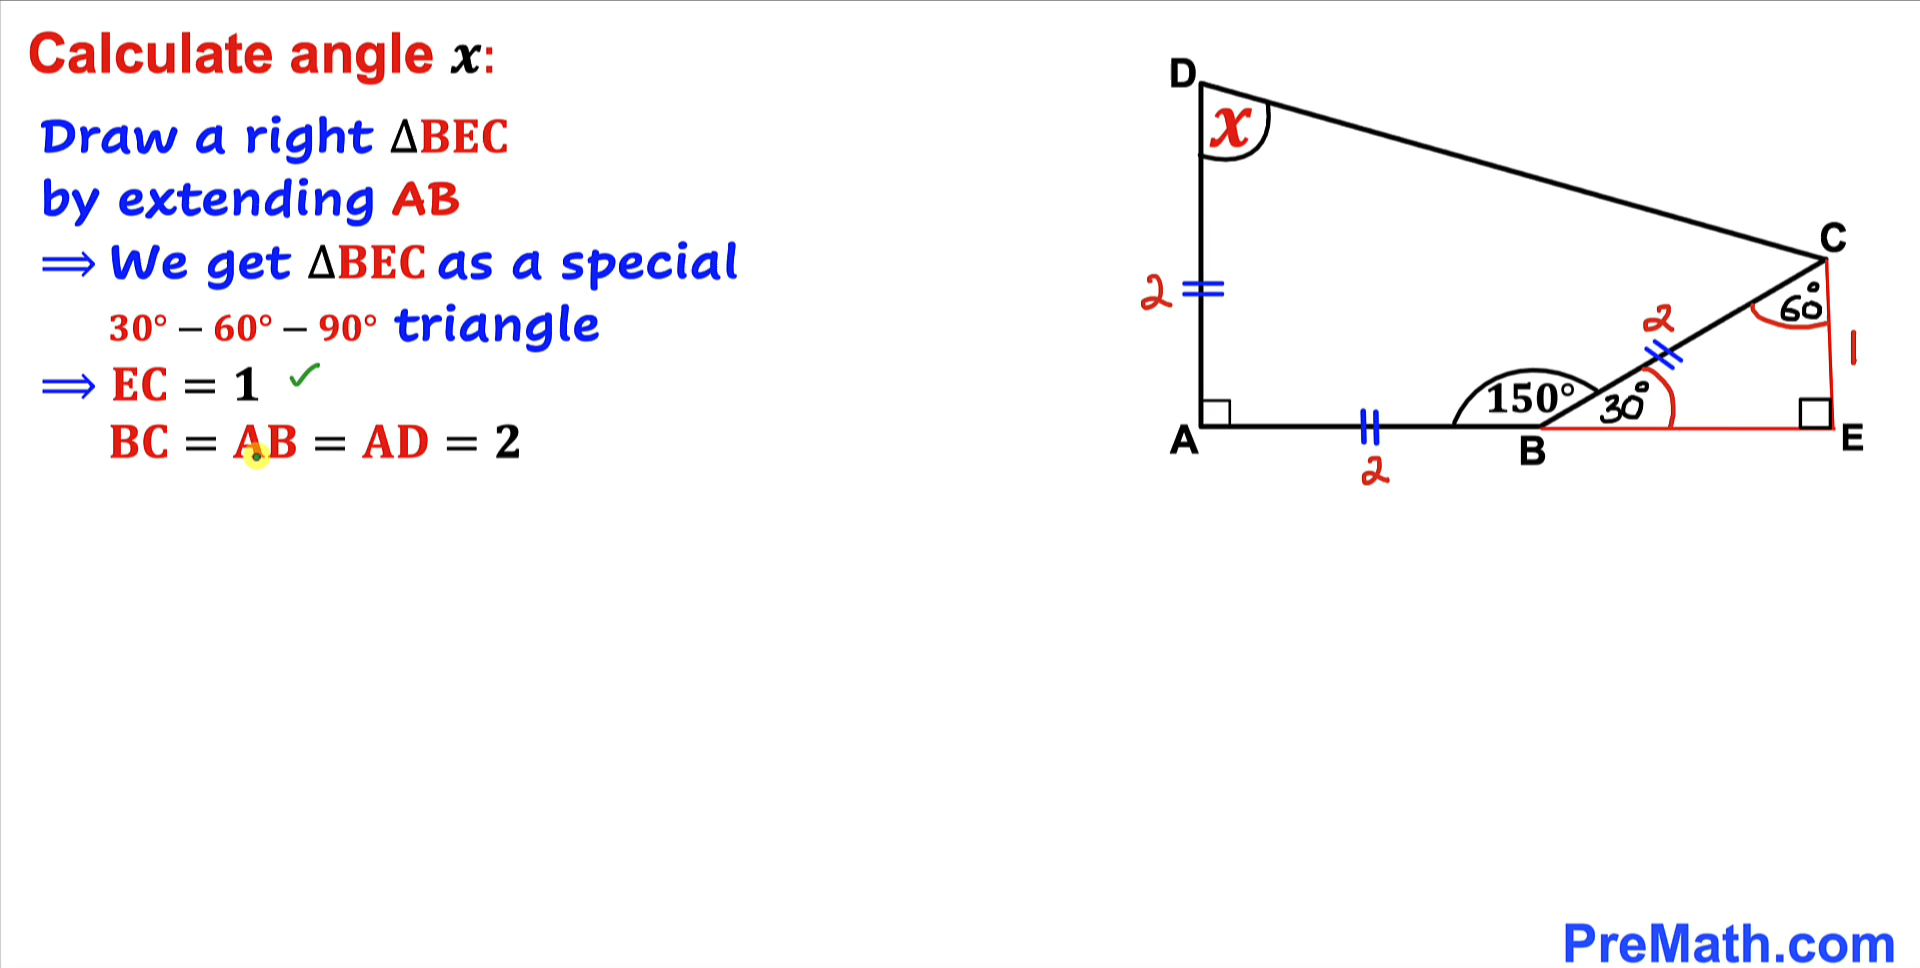 Calculate angle x:
Draw a right ΔBEC
by extending AB
⟹ We get ΔBEC as a special
30° – 60° – 90° triangle
⟹ EC = 1 ✓
BC = AB = AD = 2
D
x
C
2
2
60°
1
150°
30°
A
B
E
2
PreMath.com